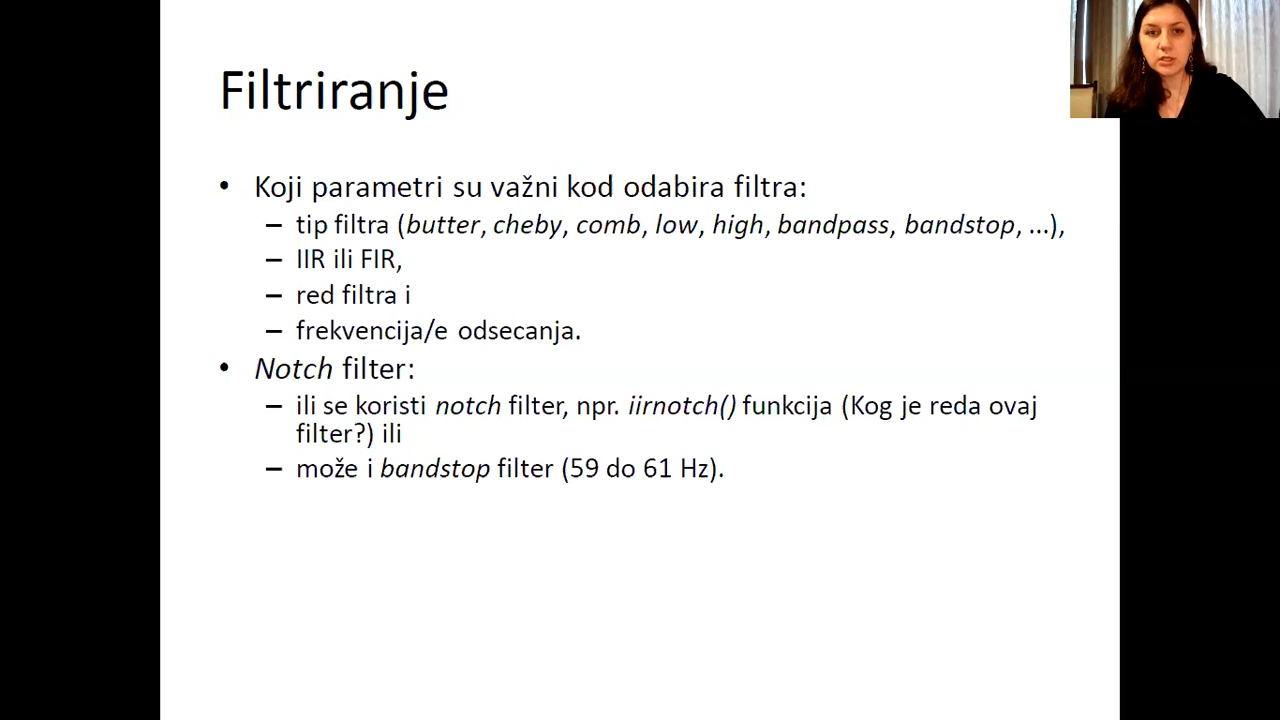 Filtriranje
• Koji parametri su važni kod odabira filtra:
– tip filtra (butter, cheby, comb, low, high, bandpass, bandstop, ...),
– IIR ili FIR,
– red filtra i
– frekvencija/e odsecanja.
• Notch filter:
– ili se koristi notch filter, npr. iirnotch() funkcija (Kog je reda ovaj
filter?) ili
– može i bandstop filter (59 do 61 Hz).